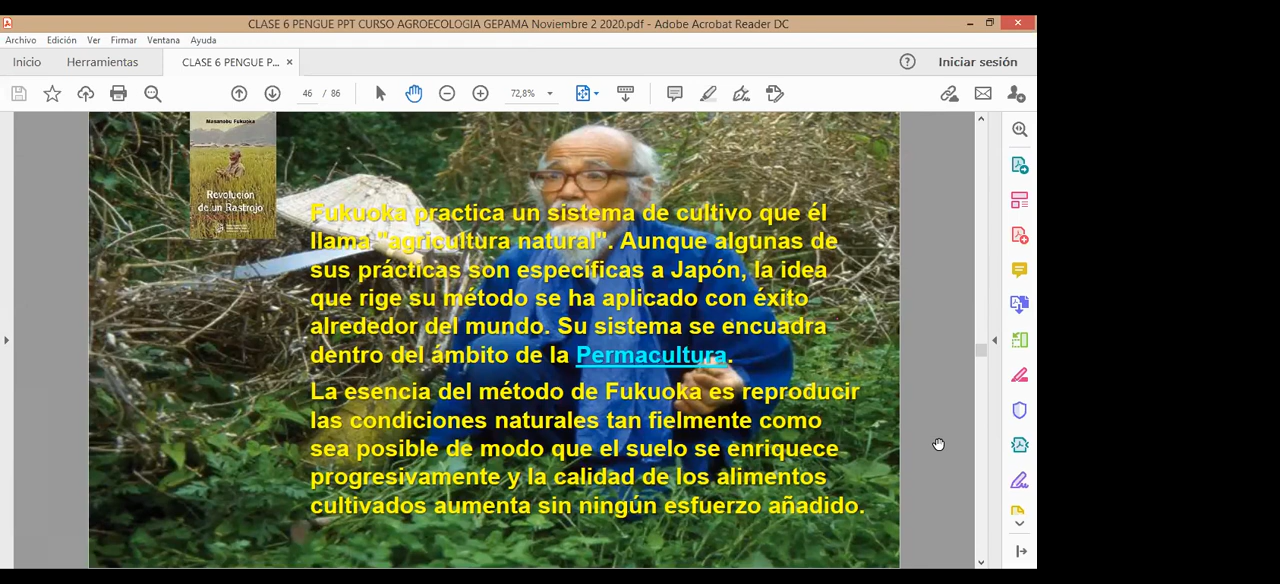 CLASE 6 PENGUE PPT CURSO AGROECOLOGIA GEPAMA Noviembre 2 2020.pdf - Adobe Acrobat Reader DC
Archivo Edición Ver Firmar Ventana Ayuda
Inicio Herramientas CLASE 6 PENGUE P... × Iniciar sesión
46 / 86 72,8%
Masanobu Fukuoka
Revolución
de un Rastrojo
Fukuoka practica un sistema de cultivo que él
llama "agricultura natural". Aunque algunas de
sus prácticas son específicas a Japón, la idea
que rige su método se ha aplicado con éxito
alrededor del mundo. Su sistema se encuadra
dentro del ámbito de la Permacultura.
La esencia del método de Fukuoka es reproducir
las condiciones naturales tan fielmente como
sea posible de modo que el suelo se enriquece
progresivamente y la calidad de los alimentos
cultivados aumenta sin ningún esfuerzo añadido.